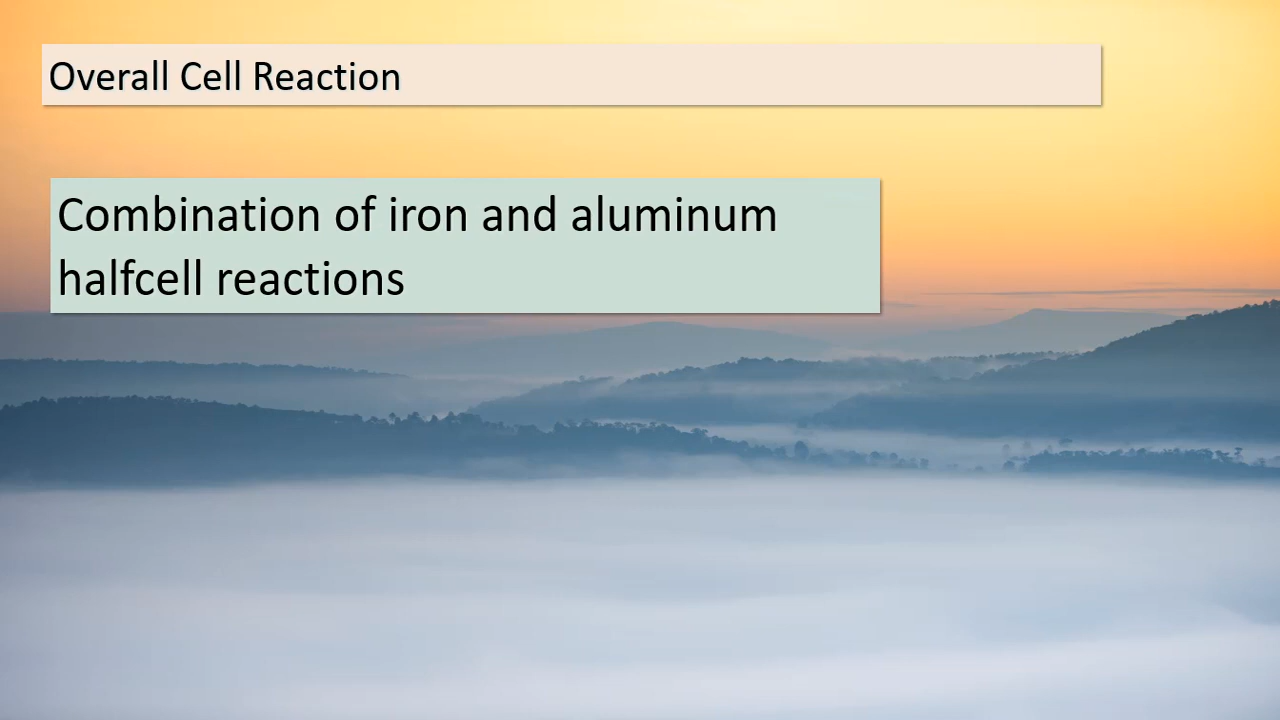 Overall Cell Reaction
Combination of iron and aluminum
halfcell reactions